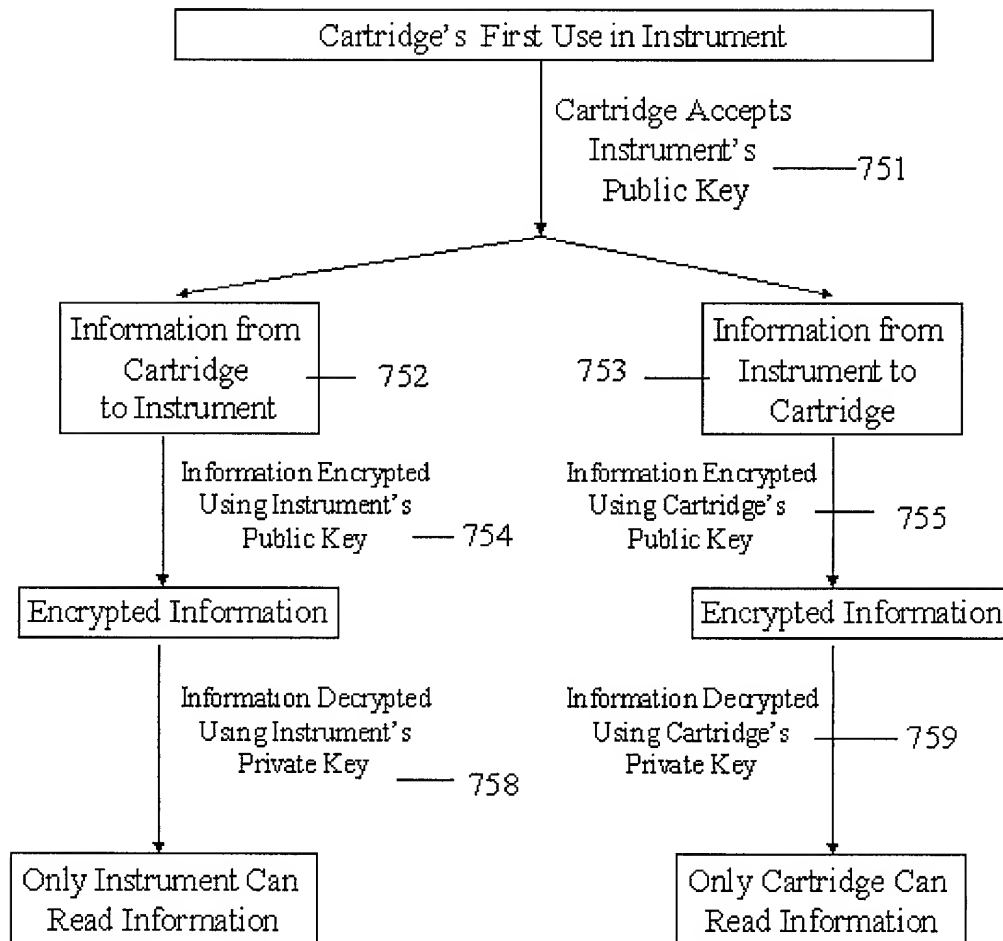 Cartridge's First Use in Instrument
Cartridge Accepts
Instrument's
Public Key
751
Information from
Cartridge
to Instrument
752
753
Information from
Instrument to
Cartridge
Information Encrypted
Using Instrument's
Public Key
754
Information Encrypted
Using Cartridge's
Public Key
755
Encrypted Information
Encrypted Information
Information Decrypted
Using Instrument's
Private Key
758
Information Decrypted
Using Cartridge's
Private Key
759
Only Instrument Can
Read Information
Only Cartridge Can
Read Information